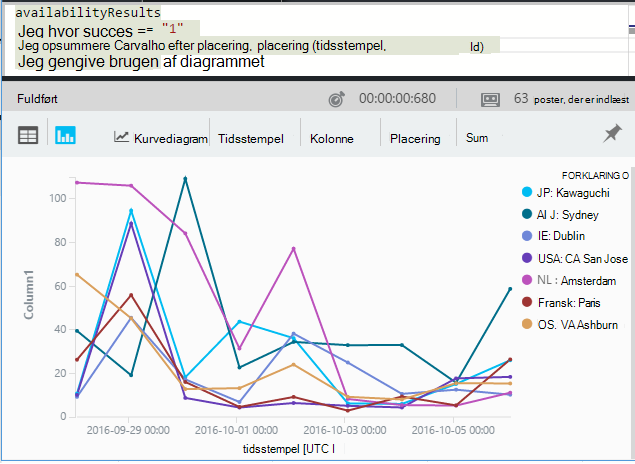 availabilityResults
Jeg hvor succes == "1"
Jeg opsummere Carvalho efter placering, placering (tidsstempel, Id)
Jeg gengive brugen af diagrammet
Fuldført 00:00:00:680 63 poster, der er indlæst
Kurvediagram Tidsstempel Kolonne Placering Sum
FORKLARING O
JP: Kawaguchi
AI J: Sydney
IE: Dublin
USA: CA San Jose
NL : Amsterdam
Fransk: Paris
OS. VA Ashburn
Column1
100
80
60
40
20
0
2016-09-29 00:00 2016-10-01 00:00 2016-10-03 00:00 2016-10-05 00:00
tidsstempel [UTC I